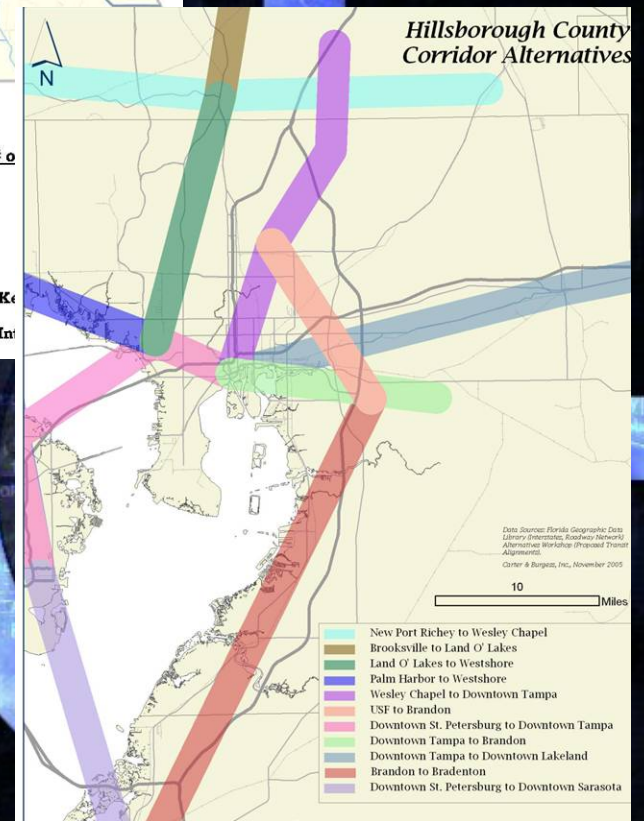 Hillsborough County
Corridor Alternatives
N
Data Sources: Florida Geographic Data
Library (Interstates, Roadway Network)
Alternatives Workshop (Proposed Transit
Alignments).
Carter & Burgess, Inc., November 2005
10
Miles
New Port Richey to Wesley Chapel
Brooksville to Land O' Lakes
Land O' Lakes to Westshore
Palm Harbor to Westshore
Wesley Chapel to Downtown Tampa
USF to Brandon
Downtown St. Petersburg to Downtown Tampa
Downtown Tampa to Brandon
Downtown Tampa to Downtown Lakeland
Brandon to Bradenton
Downtown St. Petersburg to Downtown Sarasota